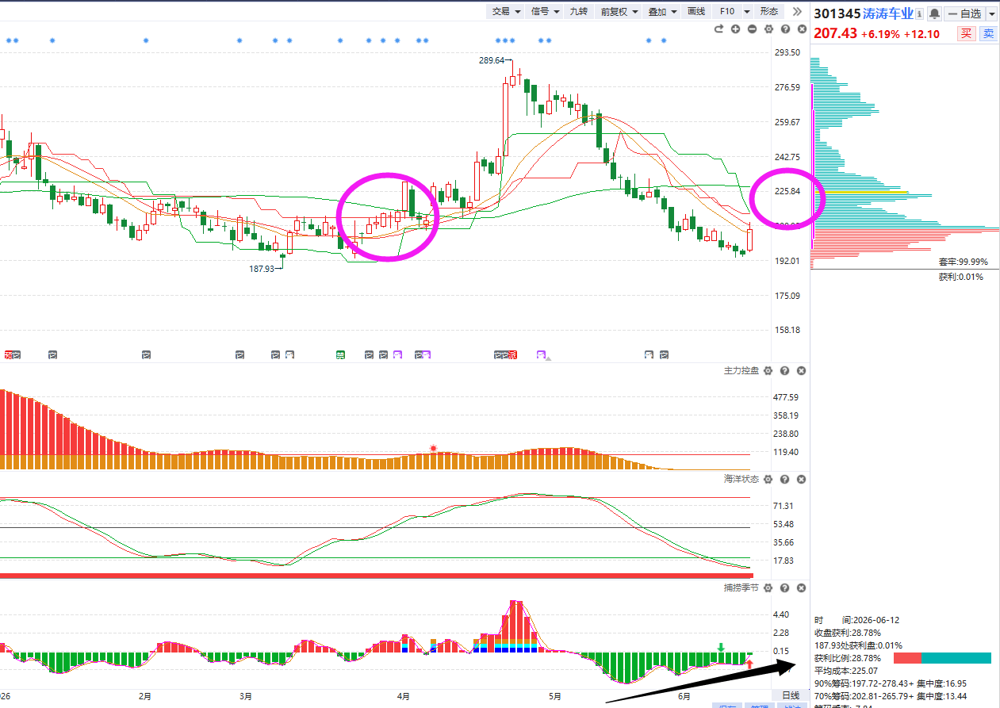 交易 信号 九转 前复权 叠加 画线 F10 形态
301345 涛涛车业 自选
207.43 +6.19% +12.10 买 卖
293.50
289.64
276.59
259.67
242.75
225.84
192.01
187.93
175.09
158.18
套牢:99.99%
获利:0.01%
主力控盘
477.59
358.19
238.80
119.40
海洋状态
71.31
53.48
35.66
17.83
捕捞季节
4.40
2.28
0.15
时 间:2026-06-12
收盘获利:28.78%
187.93处获利盘:0.01%
获利比例:28.78%
平均成本:225.07
90%筹码:197.72-278.43+ 集中度:16.95
70%筹码:202.81-265.79+ 集中度:13.44
2月 3月 4月 5月 6月 日线